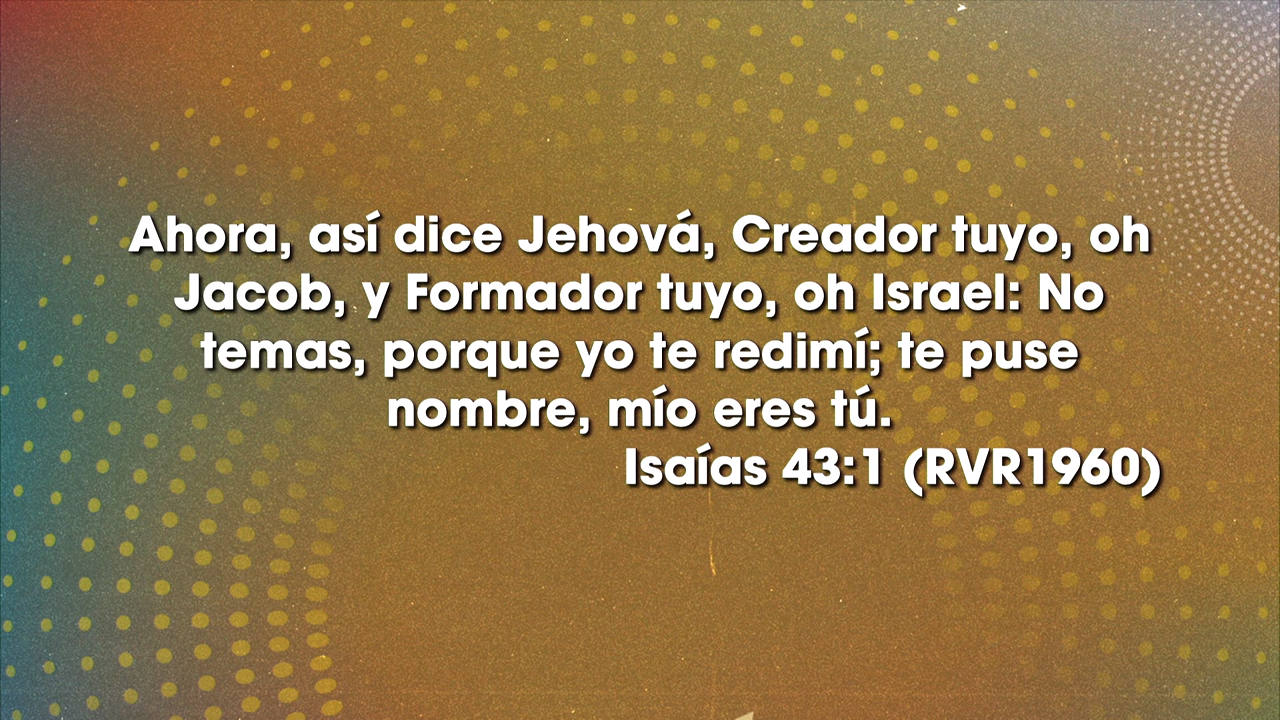 Ahora, así dice Jehová, Creador tuyo, oh
Jacob, y Formador tuyo, oh Israel: No
temas, porque yo te redimí; te puse
nombre, mío eres tú.
Isaías 43:1 (RVR1960)